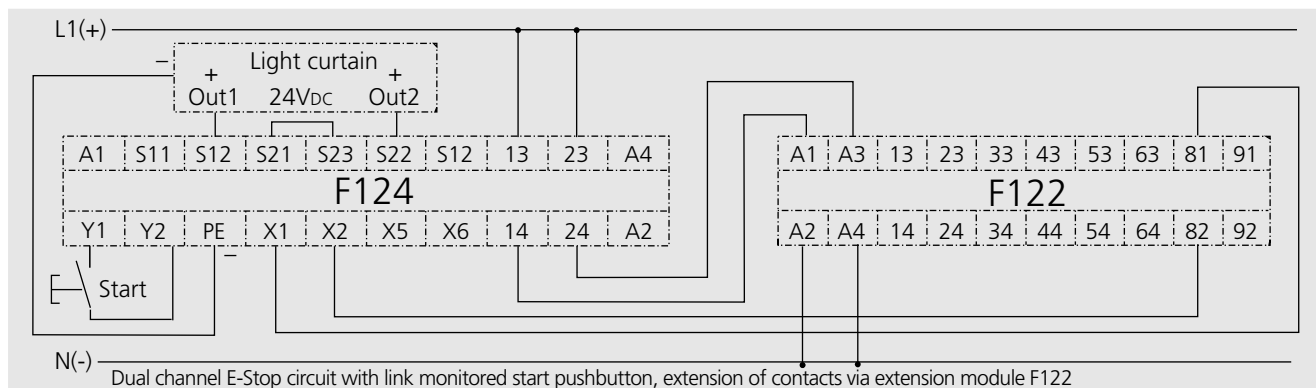 L1(+)
– Light curtain
+ +
Out1 24VDC Out2
A1 S11 S12 S21 S23 S22 S12 13 23 A4
F124
Y1 Y2 PE X1 X2 X5 X6 14 24 A2
–
Start
A1 A3 13 23 33 43 53 63 81 91
F122
A2 A4 14 24 34 44 54 64 82 92
N(-)
Dual channel E-Stop circuit with link monitored start pushbutton, extension of contacts via extension module F122